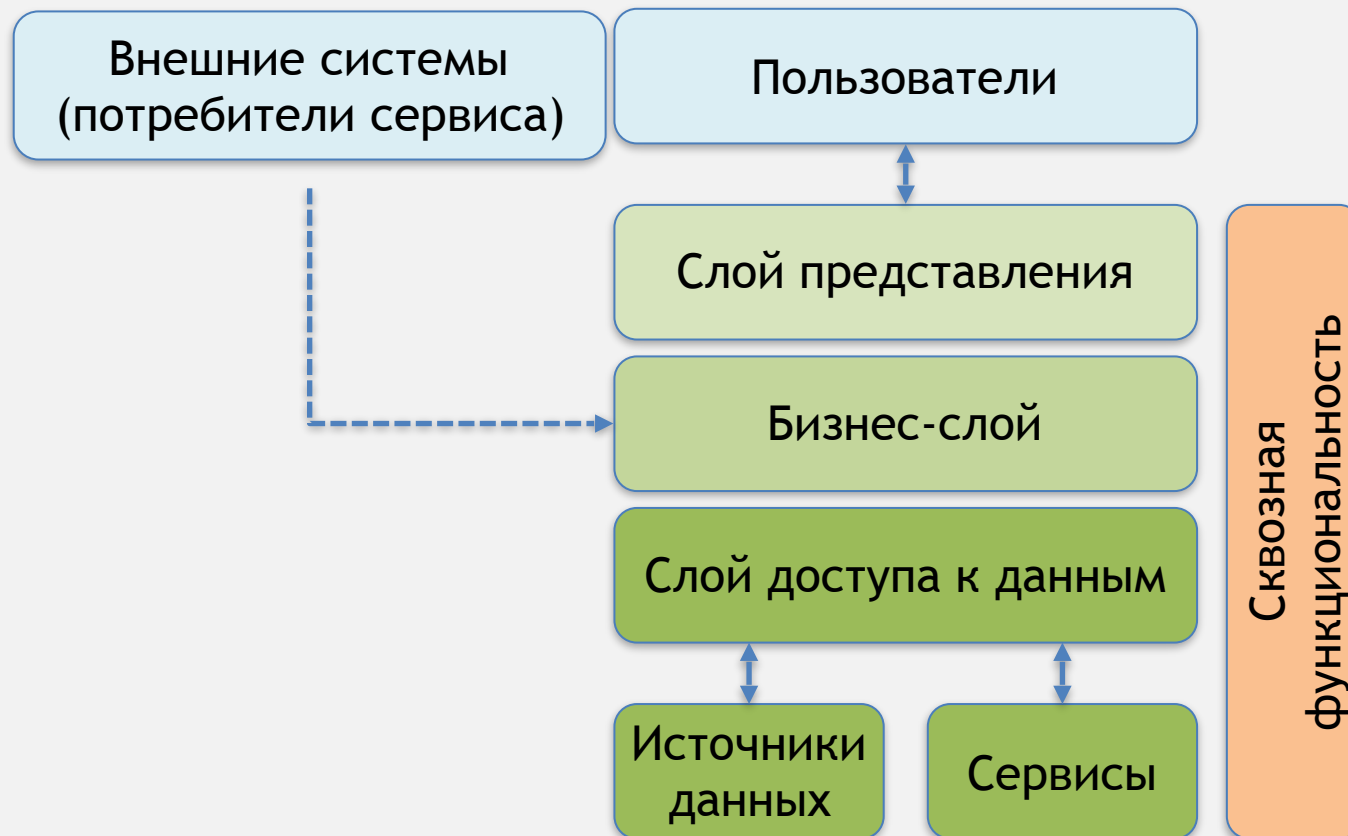 Внешние системы
(потребители сервиса)
Пользователи
Слой представления
Бизнес-слой
Слой доступа к данным
Источники
данных
Сервисы
Сквозная
функциональность